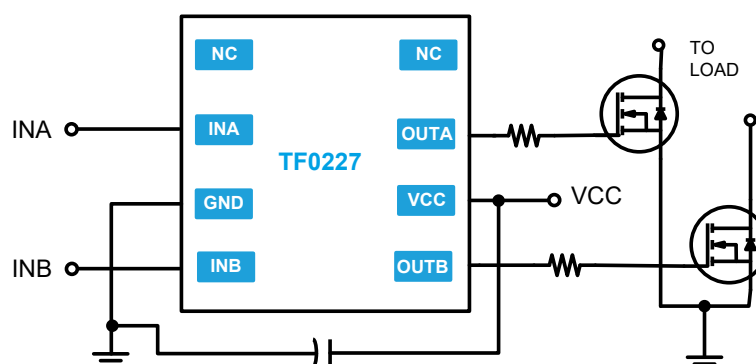 NC
NC
TO
LOAD
INA
INA
OUTA
TF0227
GND
VCC
VCC
INB
INB
OUTB